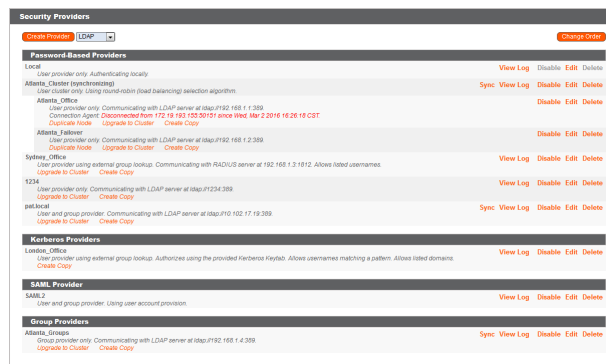 Security Providers
Create Provider LDAP Change Order
Password-Based Providers
Local
View Log Disable Edit Delete
User provider only. Authenticating locally.
Atlanta_Cluster (synchronizing)
Sync View Log Disable Edit Delete
User cluster only. Using round-robin (load balancing) selection algorithm.
Atlanta_Office
Disable Edit Delete
User provider only. Communicating with LDAP server at ldap://192.168.1.1:389.
Connection Agent: Disconnected from 172.19.193.155:50151 since Wed, Mar 2 2016 16:26:18 CST.
Duplicate Node Upgrade to Cluster Create Copy
Atlanta_Failover
Disable Edit Delete
User provider only. Communicating with LDAP server at ldap://192.168.1.2:389.
Duplicate Node Upgrade to Cluster Create Copy
Sydney_Office
View Log Disable Edit Delete
User provider using external group lookup. Communicating with RADIUS server at 192.168.1.3:1812. Allows listed usernames.
Upgrade to Cluster Create Copy
1234
View Log Disable Edit Delete
User provider only. Communicating with LDAP server at ldap://1234:389.
Upgrade to Cluster Create Copy
pat.local
Sync View Log Disable Edit Delete
User and group provider. Communicating with LDAP server at ldap://10.102.17.19:389.
Upgrade to Cluster Create Copy
Kerberos Providers
London_Office
View Log Disable Edit Delete
User provider using external group lookup. Authorizes using the provided Kerberos Keytab. Allows usernames matching a pattern. Allows listed domains.
Create Copy
SAML Provider
SAML2
View Log Disable Edit Delete
User and group provider. Using user account provision.
Group Providers
Atlanta_Groups
Sync View Log Disable Edit Delete
Group provider only. Communicating with LDAP server at ldap://192.168.1.4:389.
Upgrade to Cluster Create Copy